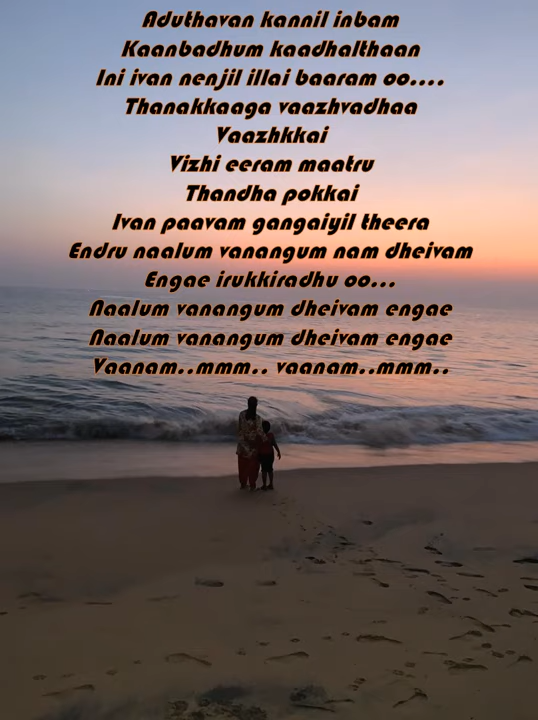 Aduthavan kannil inbam
Kaanbadhum kaadhalthaan
Ini ivan nenjil illai baaram oo....
Thanakkaaga vaazhvadhaa
Vaazhkkai
Vizhi eeram maatru
Thandha pokkai
Ivan paavam gangaiyil theera
Endru naalum vanangum nam dheivam
Engae irukkiradhu oo...
Naalum vanangum dheivam engae
Naalum vanangum dheivam engae
Vaanam..mmm.. vaanam..mmm..